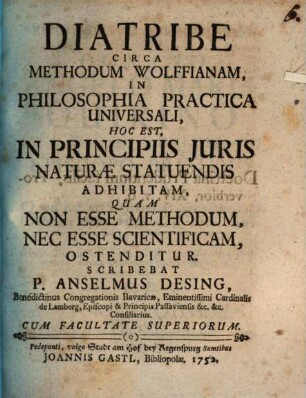 6.
DIATRIBE
CIRCA
METHODUM WOLFFIANAM,
IN
PHILOSOPHIA PRACTICA
UNIVERSALI,
HOC EST,
IN PRINCIPIIS JURIS
NATURÆ STATUENDIS
ADHIBITAM,
QUAM
NON ESSE METHODUM,
NEC ESSE SCIENTIFICAM,
OSTENDITUR.
SCRIBEBAT
P. ANSELMUS DESING,
Benedictinus Congregationis Bavaricæ, Eminentissimi Cardinalis
de Lamberg, Episcopi & Principis Passaviensis &c. &c.
Consiliarius.
CUM FACULTATE SUPERIORUM.
(o)
Pedeponti, vulgo Stadt am Hof bey Regenspurg Sumtibus
JOANNIS GASTL, Bibliopolæ, 1752.